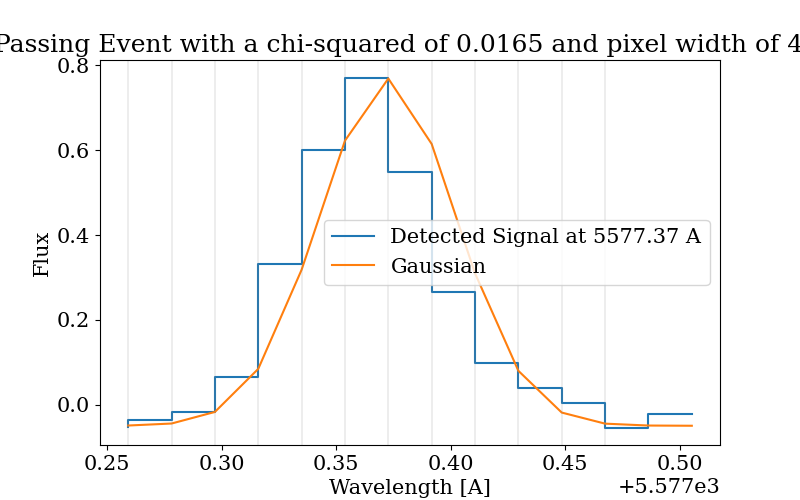 Passing Event with a chi-squared of 0.0165 and pixel width of 4
0.8
0.6
0.4
0.2
0.0
Flux
Detected Signal at 5577.37 A
Gaussian
0.25 0.30 0.35 0.40 0.45 0.50
+5.577e3
Wavelength [A]